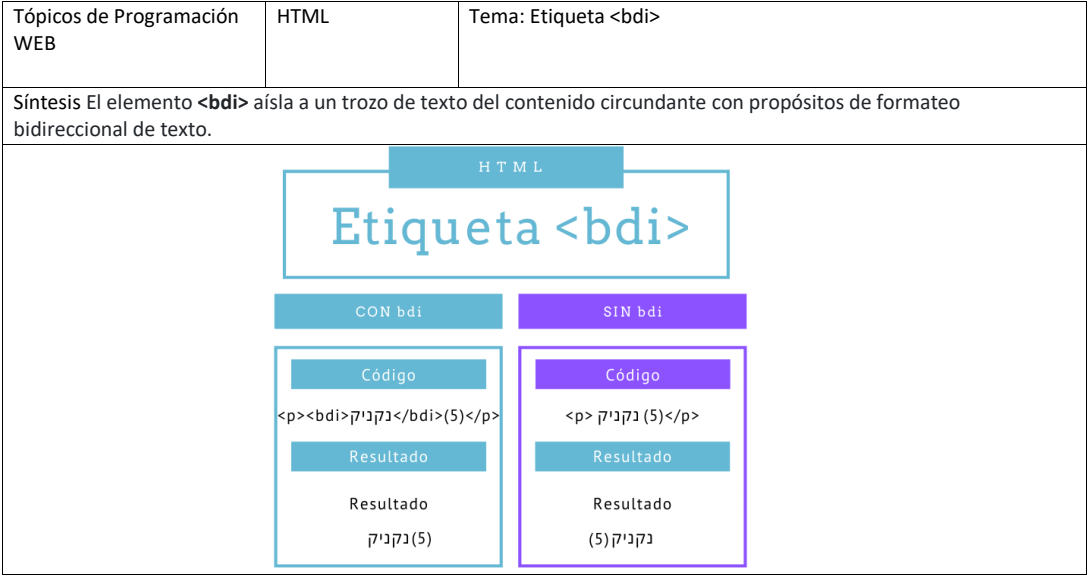 Tópicos de Programación
WEB
HTML
Tema: Etiqueta <bdi>
Síntesis El elemento <bdi> aísla a un trozo de texto del contenido circundante con propósitos de formateo
bidireccional de texto.
HTML
Etiqueta <bdi>
CON bdi
Código
<p><bdi>נקניק</bdi>(5)</p>
Resultado
Resultado
נקניק(5)
SIN bdi
Código
<p> נקניק (5)</p>
Resultado
Resultado
(5)נקניק